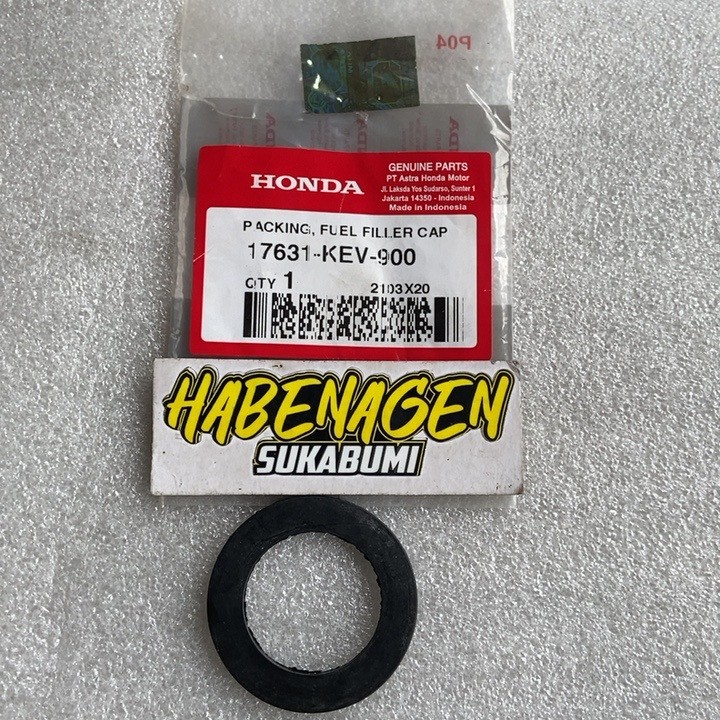 P04
HONDA
GENUINE PARTS
PT Astra Honda Motor
Jl. Laksda Yos Sudarso, Sunter 1
Jakarta 14350 - Indonesia
Made in Indonesia
PACKING, FUEL FILLER CAP
17631-KEV-900
QTY 1
2103X20
HABENAGEN
SUKABUMI